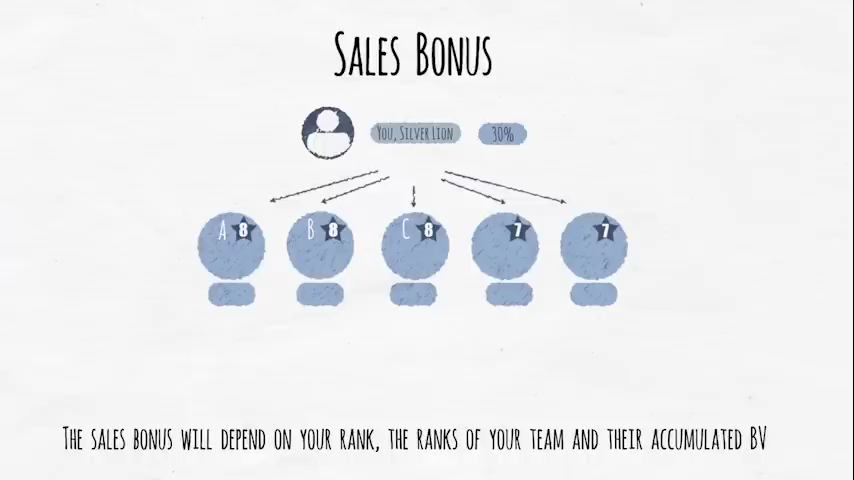 Sales Bonus
You, Silver Lion 30%
A 8 B 8 C 8 7 7
The sales bonus will depend on your rank, the ranks of your team and their accumulated BV